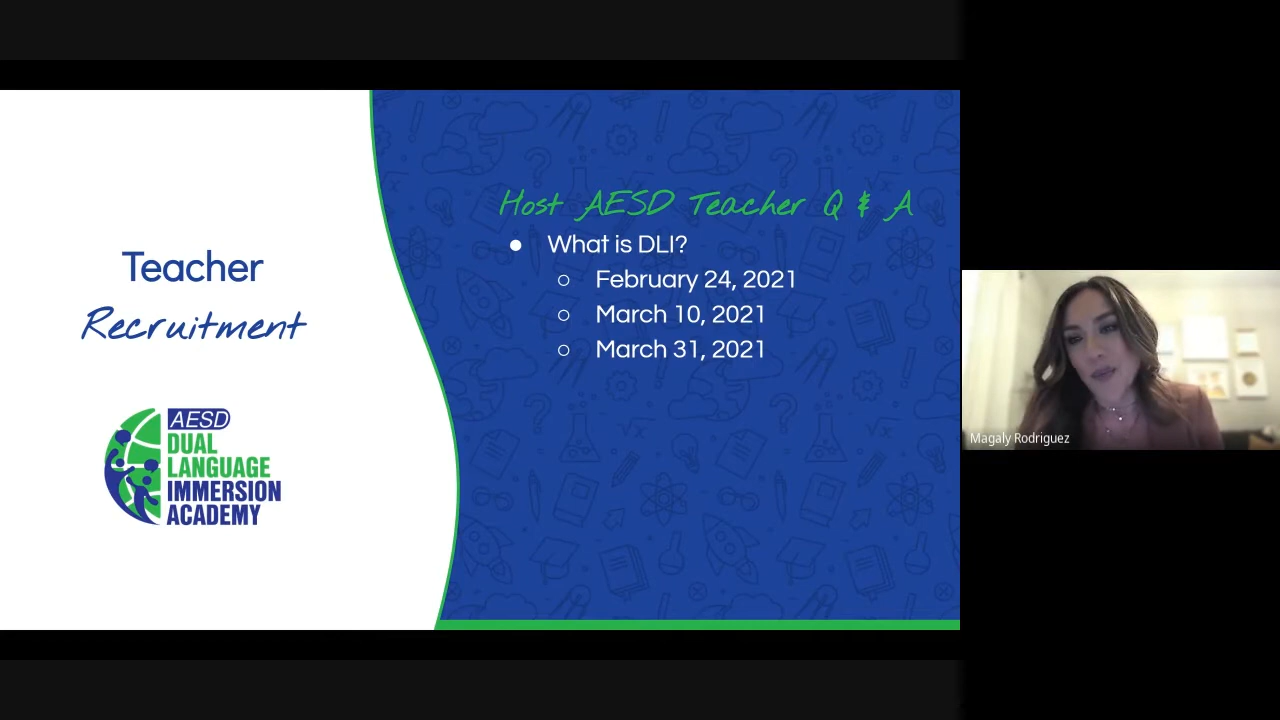 Teacher
Recruitment
AESD
DUAL
LANGUAGE
IMMERSION
ACADEMY
Host AESD Teacher Q & A
● What is DLI?
○ February 24, 2021
○ March 10, 2021
○ March 31, 2021
Magaly Rodriguez